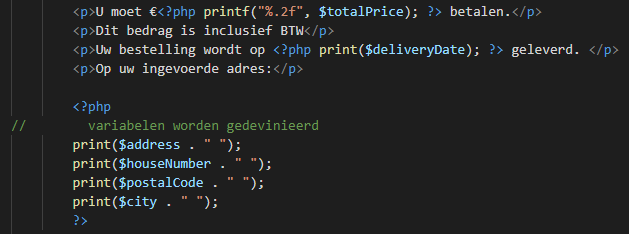 <p>U moet €<?php printf("%.2f", $totalPrice); ?> betalen.</p>
<p>Dit bedrag is inclusief BTW</p>
<p>Uw bestelling wordt op <?php print($deliveryDate); ?> geleverd. </p>
<p>Op uw ingevoerde adres:</p>
<?php
// variabelen worden gedevinieerd
print($address . " ");
print($houseNumber . " ");
print($postalCode . " ");
print($city . " ");
?>